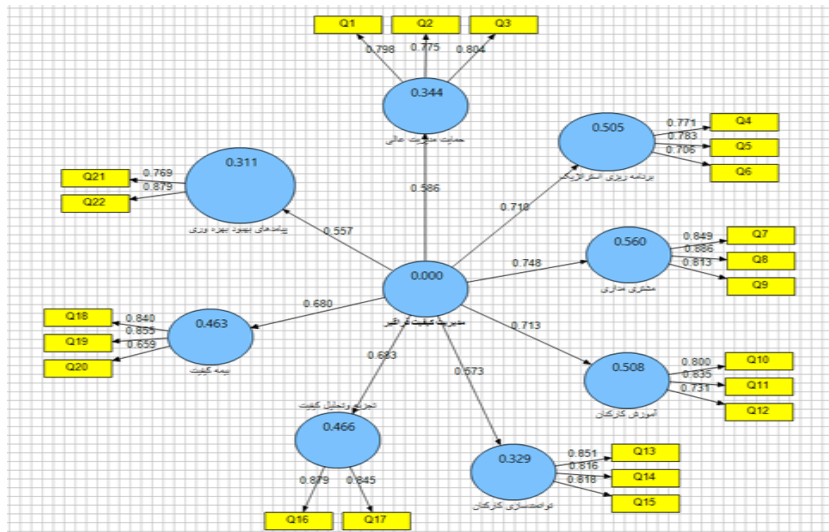 Q1 Q2 Q3
0.798 0.775 0.804
0.344
حمایت مدیریت عالی
0.505
0.771 Q4
0.783 Q5
0.706 Q6
برنامه ریزی استراتژیک
0.311
Q21 0.769
Q22 0.879
پیامدهای بهبود بهره وری
0.586
0.710
0.557
0.560
0.849 Q7
0.886 Q8
0.813 Q9
مشتری مداری
0.748
0.000
مدیریت کیفیت فراگیر
0.680
0.463
Q18 0.840
Q19 0.855
Q20 0.659
بیمه کیفیت
0.713
0.508
0.800 Q10
0.835 Q11
0.731 Q12
آموزش کارکنان
0.683
0.573
تجزیه وتحلیل کیفیت
0.466
0.879 0.845
Q16 Q17
0.329
0.851 Q13
0.816 Q14
0.818 Q15
توانمندسازی کارکنان